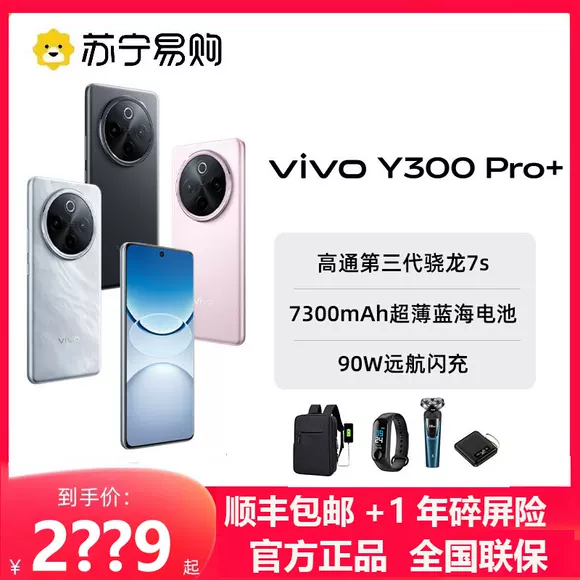 苏宁易购
vivo Y300 Pro+
vivo
vivo
高通第三代骁龙7s
7300mAh超薄蓝海电池
90W远航闪充
到手价：
￥2??9起
顺丰包邮 +1年碎屏险
官方正品 全国联保